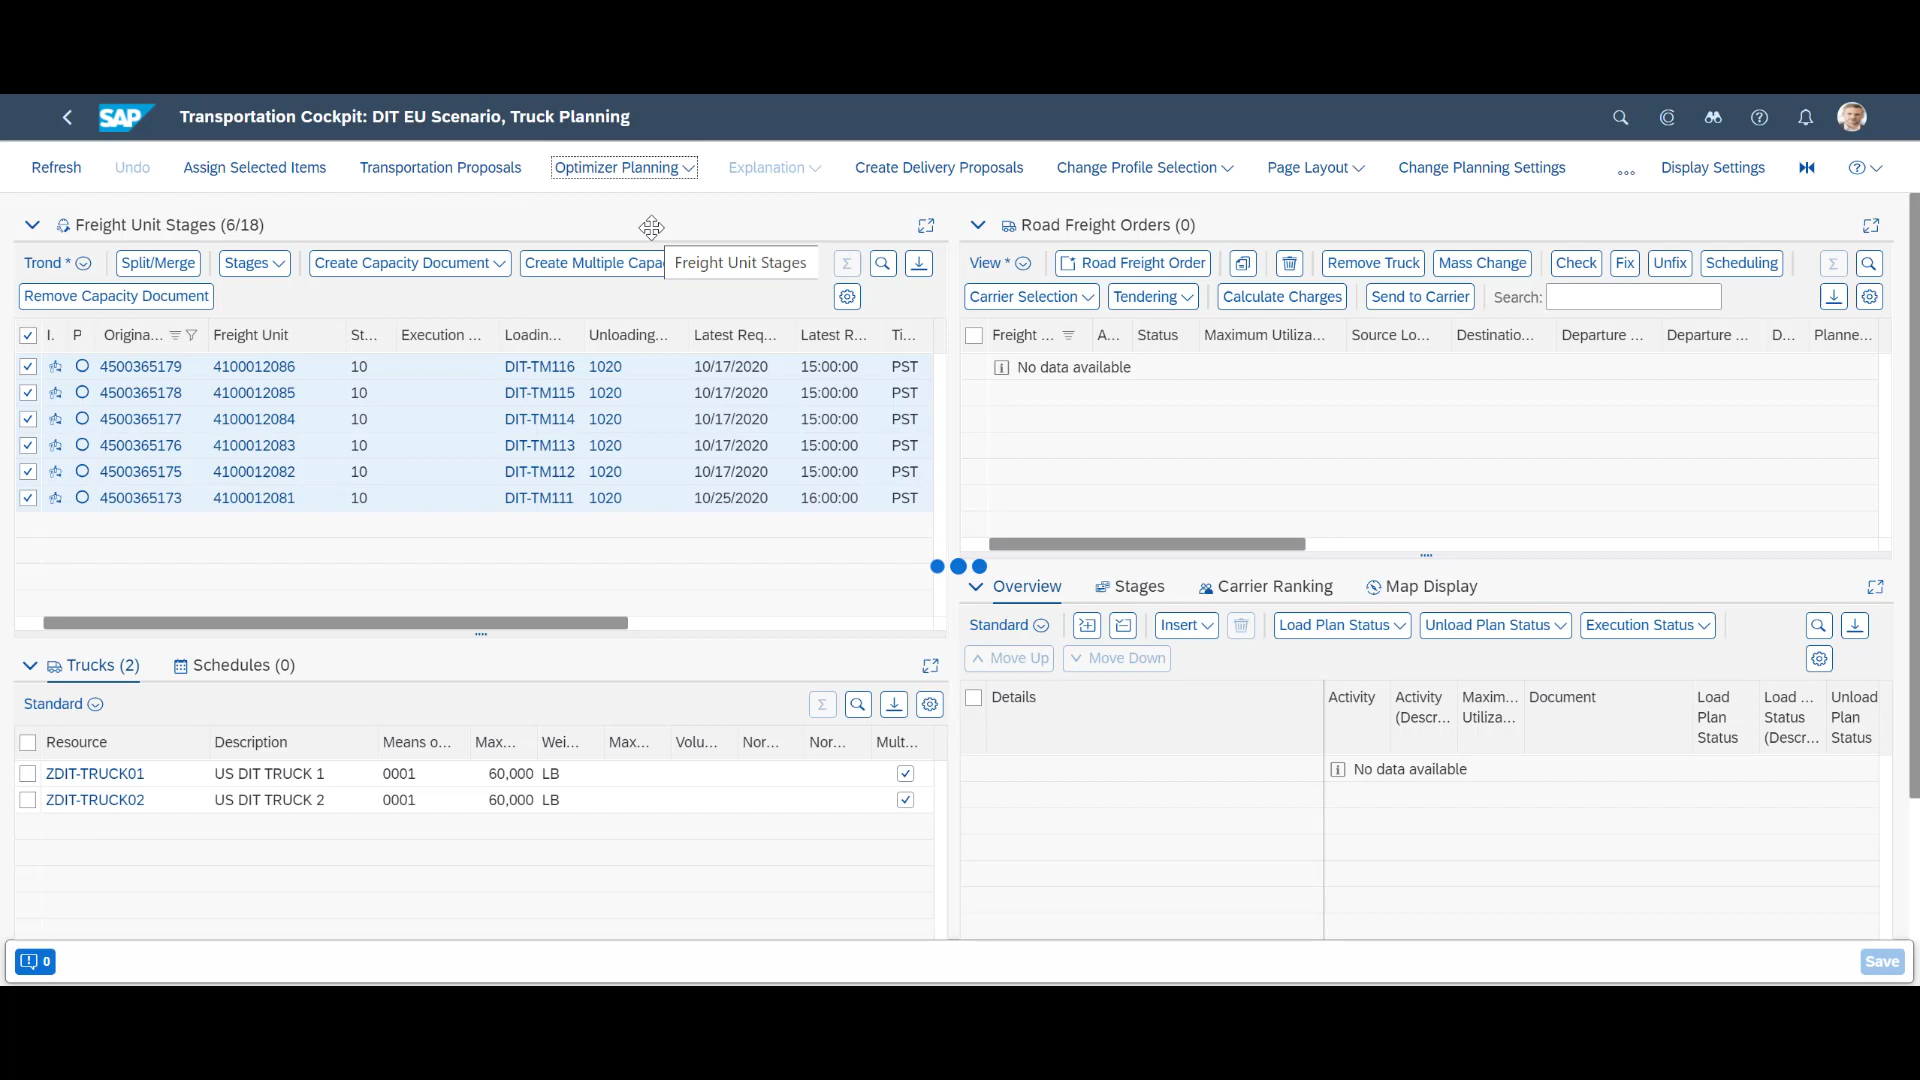 SAP Transportation Cockpit: DIT EU Scenario, Truck Planning
Refresh Undo Assign Selected Items Transportation Proposals Optimizer Planning Explanation Create Delivery Proposals Change Profile Selection Page Layout Change Planning Settings ... Display Settings
Freight Unit Stages (6/18)
Trond * Split/Merge Stages Create Capacity Document Create Multiple Capa Freight Unit Stages
Remove Capacity Document
I. P Origina... Freight Unit St... Execution ... Loadin... Unloading... Latest Req... Latest R... Ti...
4500365179 4100012086 10 DIT-TM116 1020 10/17/2020 15:00:00 PST
4500365178 4100012085 10 DIT-TM115 1020 10/17/2020 15:00:00 PST
4500365177 4100012084 10 DIT-TM114 1020 10/17/2020 15:00:00 PST
4500365176 4100012083 10 DIT-TM113 1020 10/17/2020 15:00:00 PST
4500365175 4100012082 10 DIT-TM112 1020 10/17/2020 15:00:00 PST
4500365173 4100012081 10 DIT-TM111 1020 10/25/2020 16:00:00 PST
Trucks (2) Schedules (0)
Standard
Resource Description Means o... Max... Wei... Max... Volu... Nor... Nor... Mult...
ZDIT-TRUCK01 US DIT TRUCK 1 0001 60,000 LB
ZDIT-TRUCK02 US DIT TRUCK 2 0001 60,000 LB
Road Freight Orders (0)
View * Road Freight Order Remove Truck Mass Change Check Fix Unfix Scheduling
Carrier Selection Tendering Calculate Charges Send to Carrier Search:
Freight ... A... Status Maximum Utiliza... Source Lo... Destinatio... Departure ... Departure ... D... Planne...
No data available
Overview Stages Carrier Ranking Map Display
Standard Insert Load Plan Status Unload Plan Status Execution Status
Move Up Move Down
Details Activity Activity (Descr... Maxim... Utiliza... Document Load Plan Status Load ... Status (Descr... Unload Plan Status
No data available
0 Save